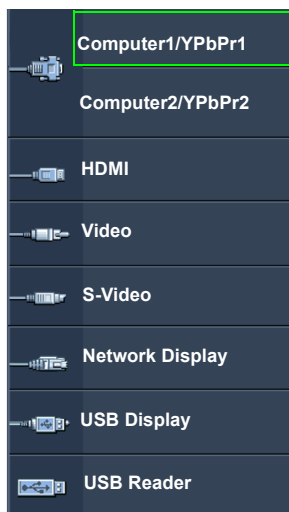 Computer1/YPbPr1
Computer2/YPbPr2
HDMI
Video
S-Video
Network Display
USB Display
USB Reader